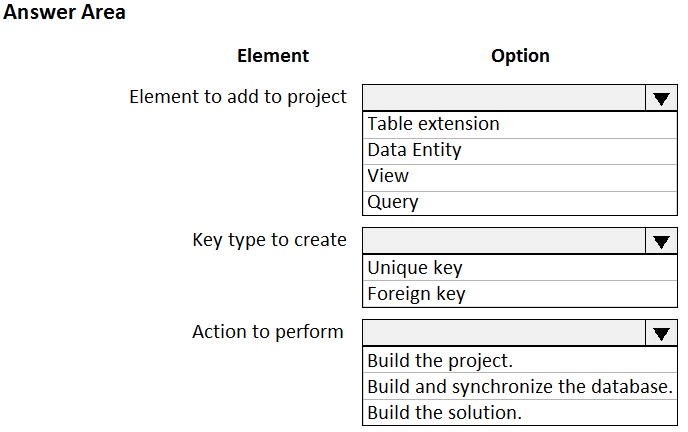 Answer Area
Element Option
Element to add to project
Table extension
Data Entity
View
Query
Key type to create
Unique key
Foreign key
Action to perform
Build the project.
Build and synchronize the database.
Build the solution.